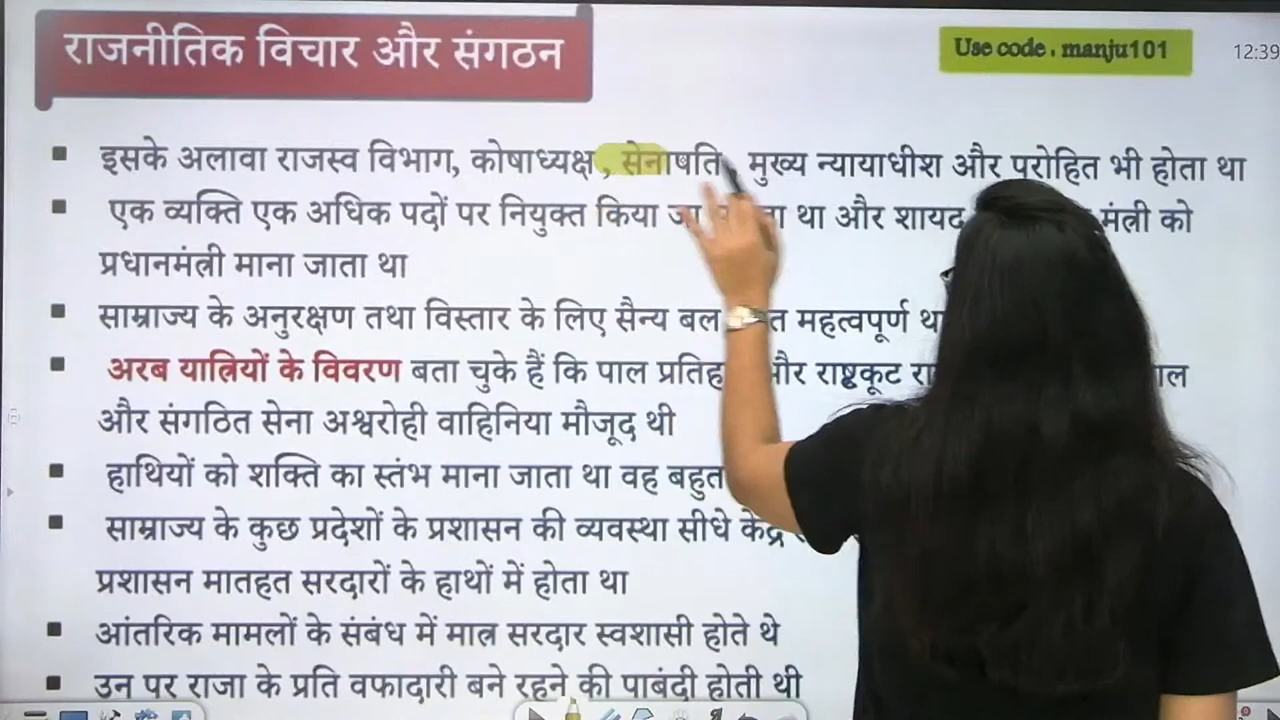 राजनीतिक विचार और संगठन
Use code . manju101
12:39
इसके अलावा राजस्व विभाग, कोषाध्यक्ष , सेनापति , मुख्य न्यायाधीश और पुरोहित भी होता था
एक व्यक्ति एक अधिक पदों पर नियुक्त किया था और शायद मंत्री को
प्रधानमंत्री माना जाता था
साम्राज्य के अनुरक्षण तथा विस्तार के लिए सैन्य बल महत्वपूर्ण
अरब यात्रियों के विवरण बता चुके हैं कि पाल और राष्ट्रकूट
और संगठित सेना अश्वरोही वाहिनिया मौजूद थी
हाथियों को शक्ति का स्तंभ माना जाता था वह बहुत
साम्राज्य के कुछ प्रदेशों के प्रशासन की व्यवस्था सीधे केंद्र
प्रशासन मातहत सरदारों के हाथों में होता था
आंतरिक मामलों के संबंध में मात्र सरदार स्वशासी होते थे
उन पर राजा के प्रति वफादारी बने रहने की पाबंदी होती थी